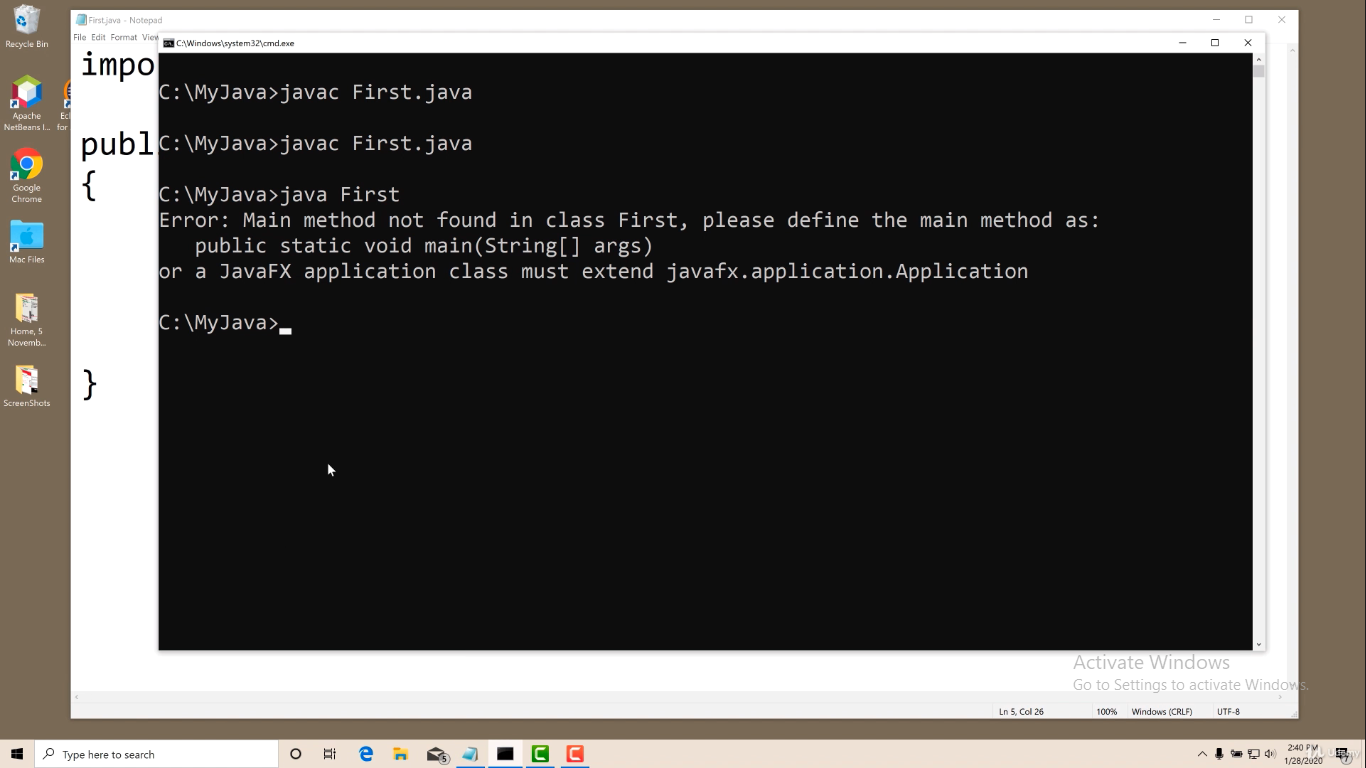 Recycle Bin
Apache
NetBeans I...
Google
Chrome
Mac Files
Home, 5
Novemb...
ScreenShots
First.java - Notepad
File Edit Format View
impo
publ
{
}
C:\Windows\system32\cmd.exe
C:\MyJava>javac First.java
C:\MyJava>javac First.java
C:\MyJava>java First
Error: Main method not found in class First, please define the main method as:
public static void main(String[] args)
or a JavaFX application class must extend javafx.application.Application
C:\MyJava>
Activate Windows
Go to Settings to activate Windows.
Ln 5, Col 26 100% Windows (CRLF) UTF-8
Type here to search
5
2:40 PM
1/28/2020
7